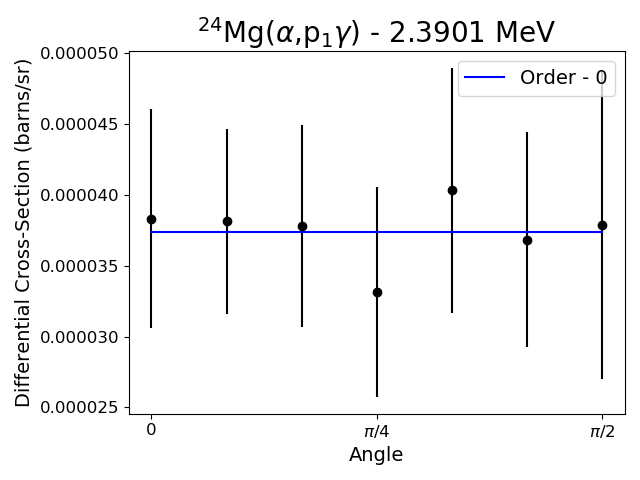 ²⁴Mg(α,p₁γ) - 2.3901 MeV
Order - 0
Differential Cross-Section (barns/sr)
0.000050
0.000045
0.000040
0.000035
0.000030
0.000025
0
π/4
π/2
Angle